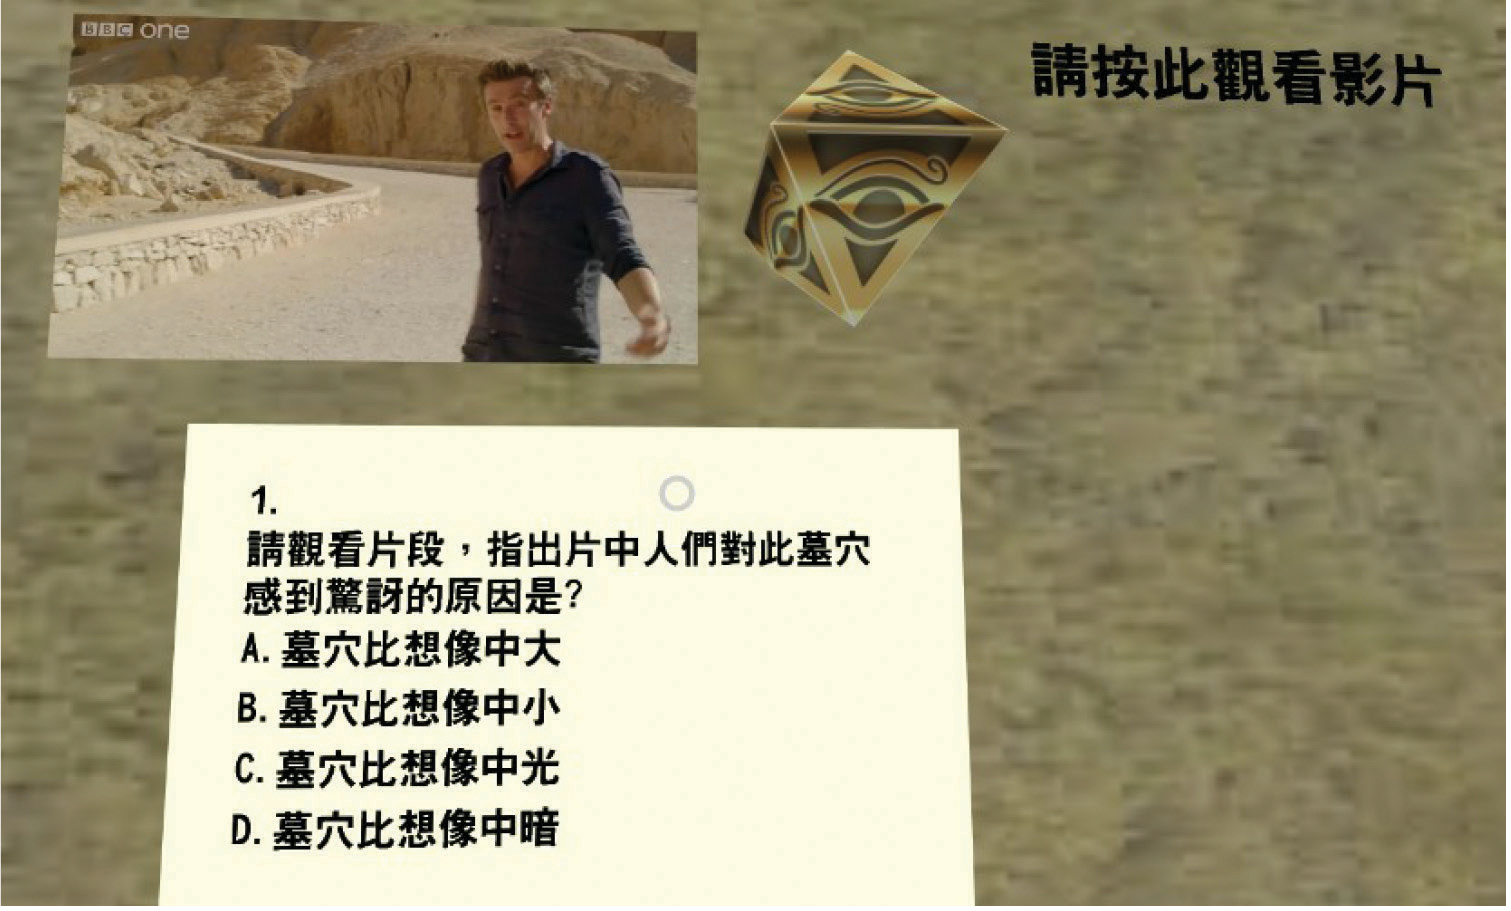 BBC one
請按此觀看影片
1.
請觀看片段，指出片中人們對此墓穴
感到驚訝的原因是?
A. 墓穴比想像中大
B. 墓穴比想像中小
C. 墓穴比想像中光
D. 墓穴比想像中暗